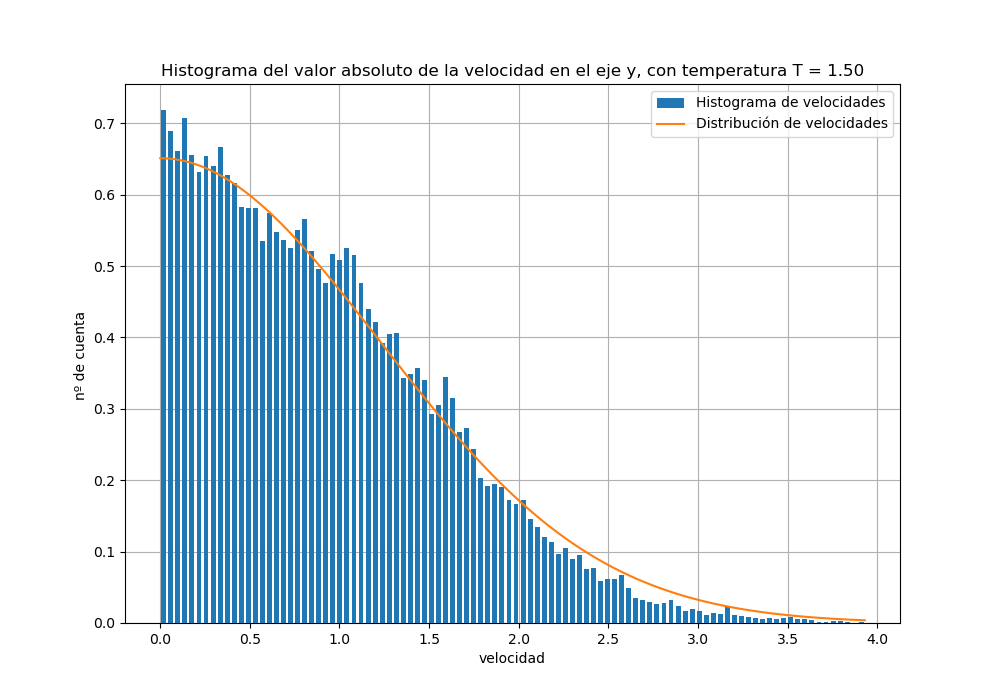 Histograma del valor absoluto de la velocidad en el eje y, con temperatura T = 1.50
Histograma de velocidades
Distribución de velocidades
nº de cuenta
0.7
0.6
0.5
0.4
0.3
0.2
0.1
0.0
0.0 0.5 1.0 1.5 2.0 2.5 3.0 3.5 4.0
velocidad